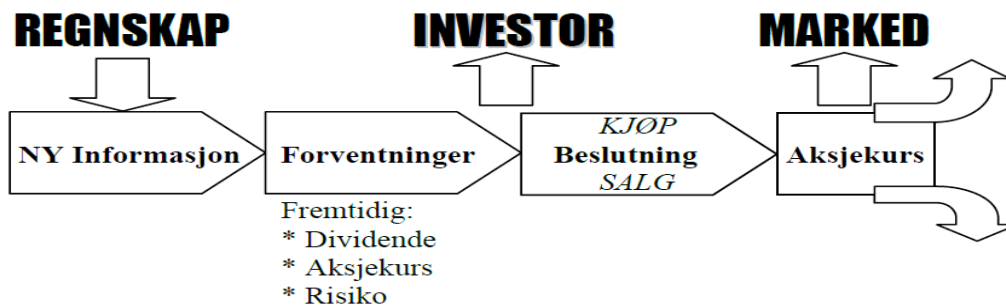 REGNSKAP INVESTOR MARKED
NY Informasjon
Forventninger
KJØP
Beslutning
SALG
Aksjekurs
Fremtidig:
* Dividende
* Aksjekurs
* Risiko